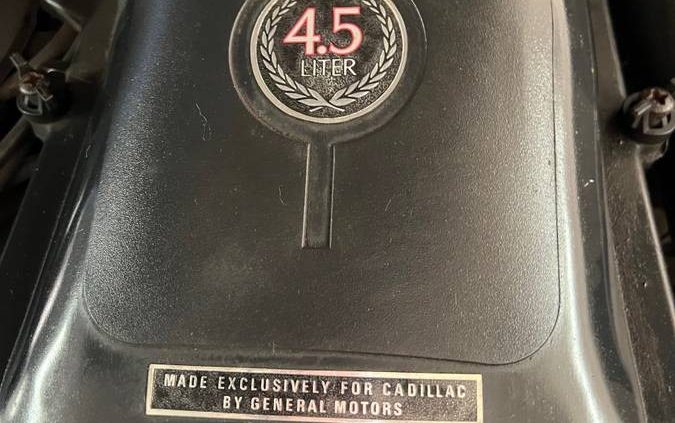 4.5
LITER
MADE EXCLUSIVELY FOR CADILLAC
BY GENERAL MOTORS